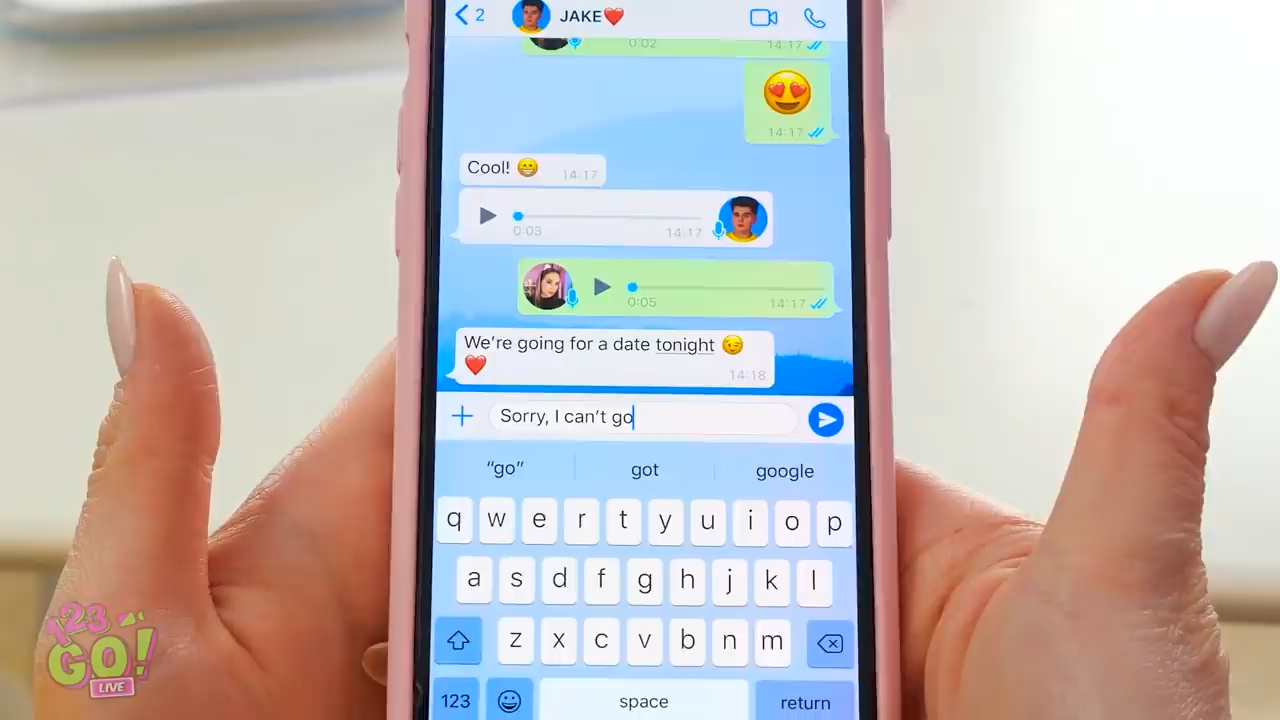 2
JAKE❤️
0:02
14:17
14:17
Cool! 😁
14:17
0:03
14:17
0:05
14:17
We’re going for a date tonight 😉
❤️
14:18
Sorry, I can’t go
“go” got google
q w e r t y u i o p
a s d f g h j k l
z x c v b n m
123 space return
123
GO!
LIVE